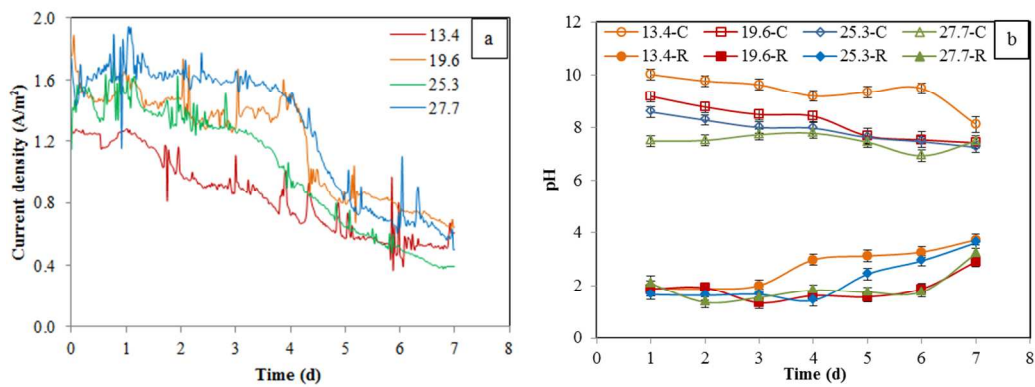 2.0
1.6
1.2
0.8
0.4
0.0
Current density (A/m²)
0 1 2 3 4 5 6 7 8
Time (d)
a
13.4
19.6
25.3
27.7
12
10
8
6
4
2
0
pH
0 1 2 3 4 5 6 7 8
Time (d)
b
13.4-C 19.6-C 25.3-C 27.7-C
13.4-R 19.6-R 25.3-R 27.7-R